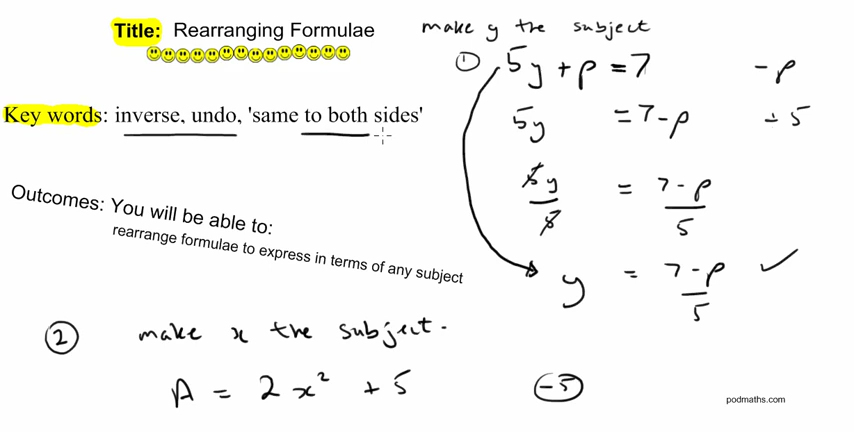 Title: Rearranging Formulae
Key words: inverse, undo, 'same to both sides'
Outcomes: You will be able to:
rearrange formulae to express in terms of any subject
make y the subject
① 5y + p = 7 - p
5y = 7 - p ÷ 5
5y/5 = 7 - p/5
y = 7 - p/5 ✓
② make x the subject.
A = 2x² + 5 -5
podmaths.com